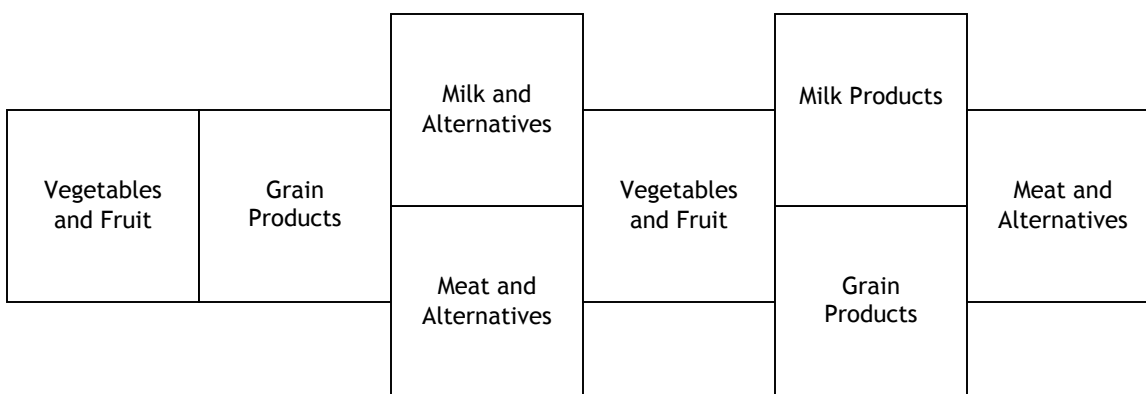 Vegetables
and Fruit
Grain
Products
Milk and
Alternatives
Meat and
Alternatives
Vegetables
and Fruit
Milk Products
Grain
Products
Meat and
Alternatives